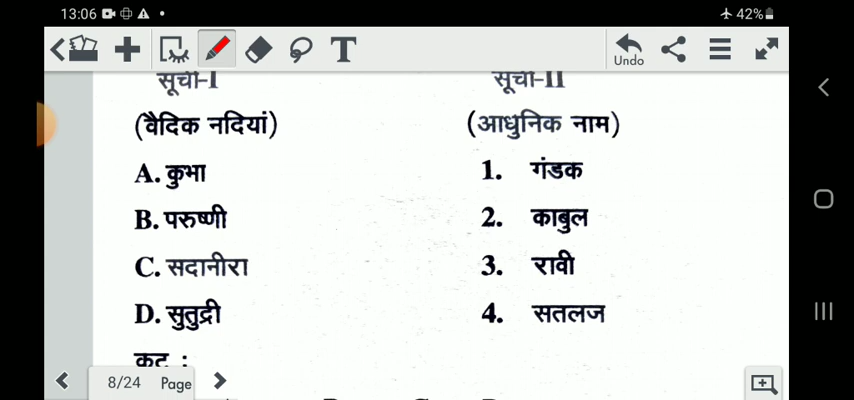 13:06
42%
T
Undo
सूची-I सूची-II
(वैदिक नदियां) (आधुनिक नाम)
A. कुभा 1. गंडक
B. परुष्णी 2. काबुल
C. सदानीरा 3. रावी
D. सुतुद्री 4. सतलज
कूट :
8/24 Page